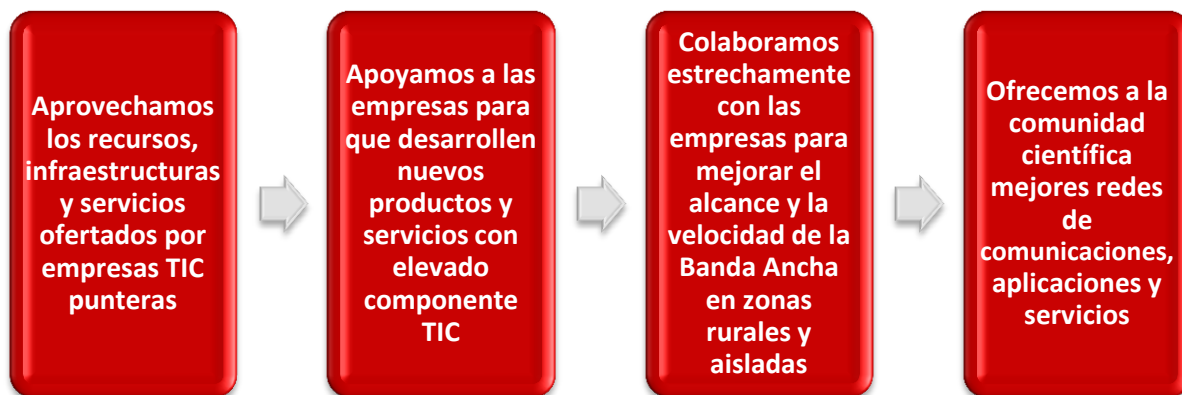 Aprovechamos
los recursos,
infraestructuras
y servicios
ofertados por
empresas TIC
punteras
Apoyamos a las
empresas para
que desarrollen
nuevos
productos y
servicios con
elevado
componente
TIC
Colaboramos
estrechamente
con las
empresas para
mejorar el
alcance y la
velocidad de la
Banda Ancha
en zonas
rurales y
aisladas
Ofrecemos a la
comunidad
científica
mejores redes
de
comunicaciones,
aplicaciones y
servicios